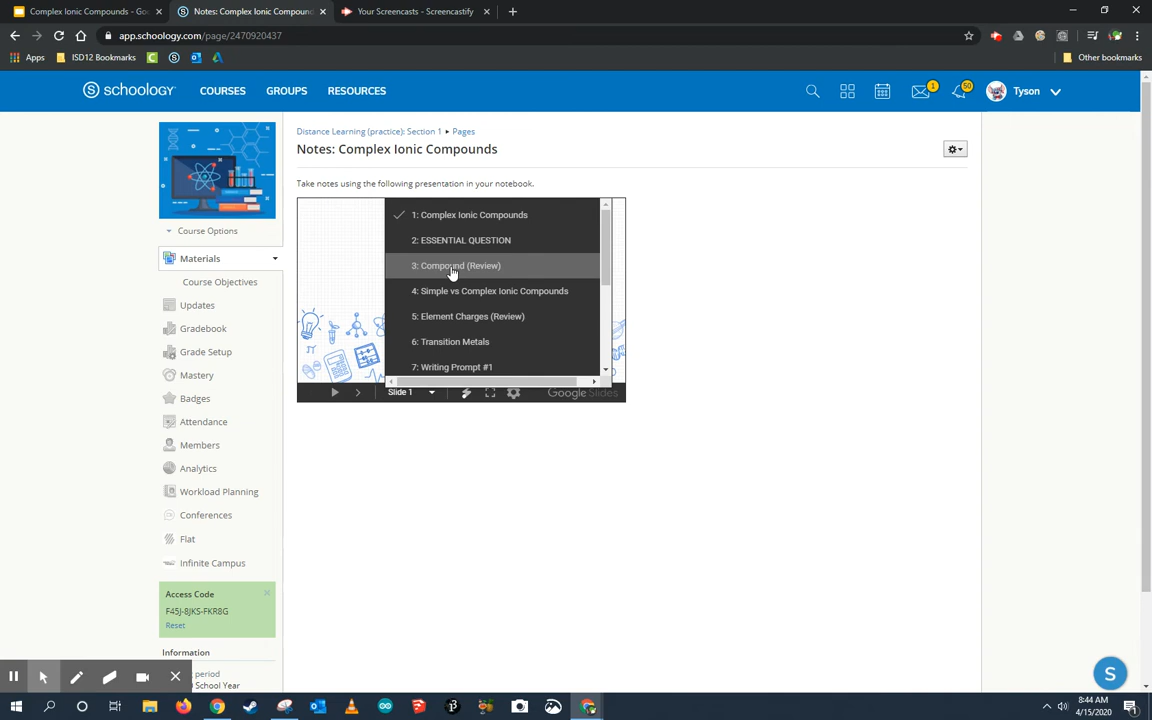 Complex Ionic Compounds - Goo
Notes: Complex Ionic Compound
Your Screencasts - Screencastify
app.schoology.com/page/2470920437
Apps
ISD12 Bookmarks
Other bookmarks
schoology
COURSES
GROUPS
RESOURCES
1
50
Tyson
Distance Learning (practice): Section 1 ▸ Pages
Notes: Complex Ionic Compounds
Take notes using the following presentation in your notebook.
Course Options
Materials
Course Objectives
Updates
Gradebook
Grade Setup
Mastery
Badges
Attendance
Members
Analytics
Workload Planning
Conferences
Flat
Infinite Campus
Access Code
F45J-8JKS-FKR8G
Reset
Information
period
School Year
1: Complex Ionic Compounds
2: ESSENTIAL QUESTION
3: Compound (Review)
4: Simple vs Complex Ionic Compounds
5: Element Charges (Review)
6: Transition Metals
7: Writing Prompt #1
Slide 1
Google Slides
S
8:44 AM
4/15/2020
1